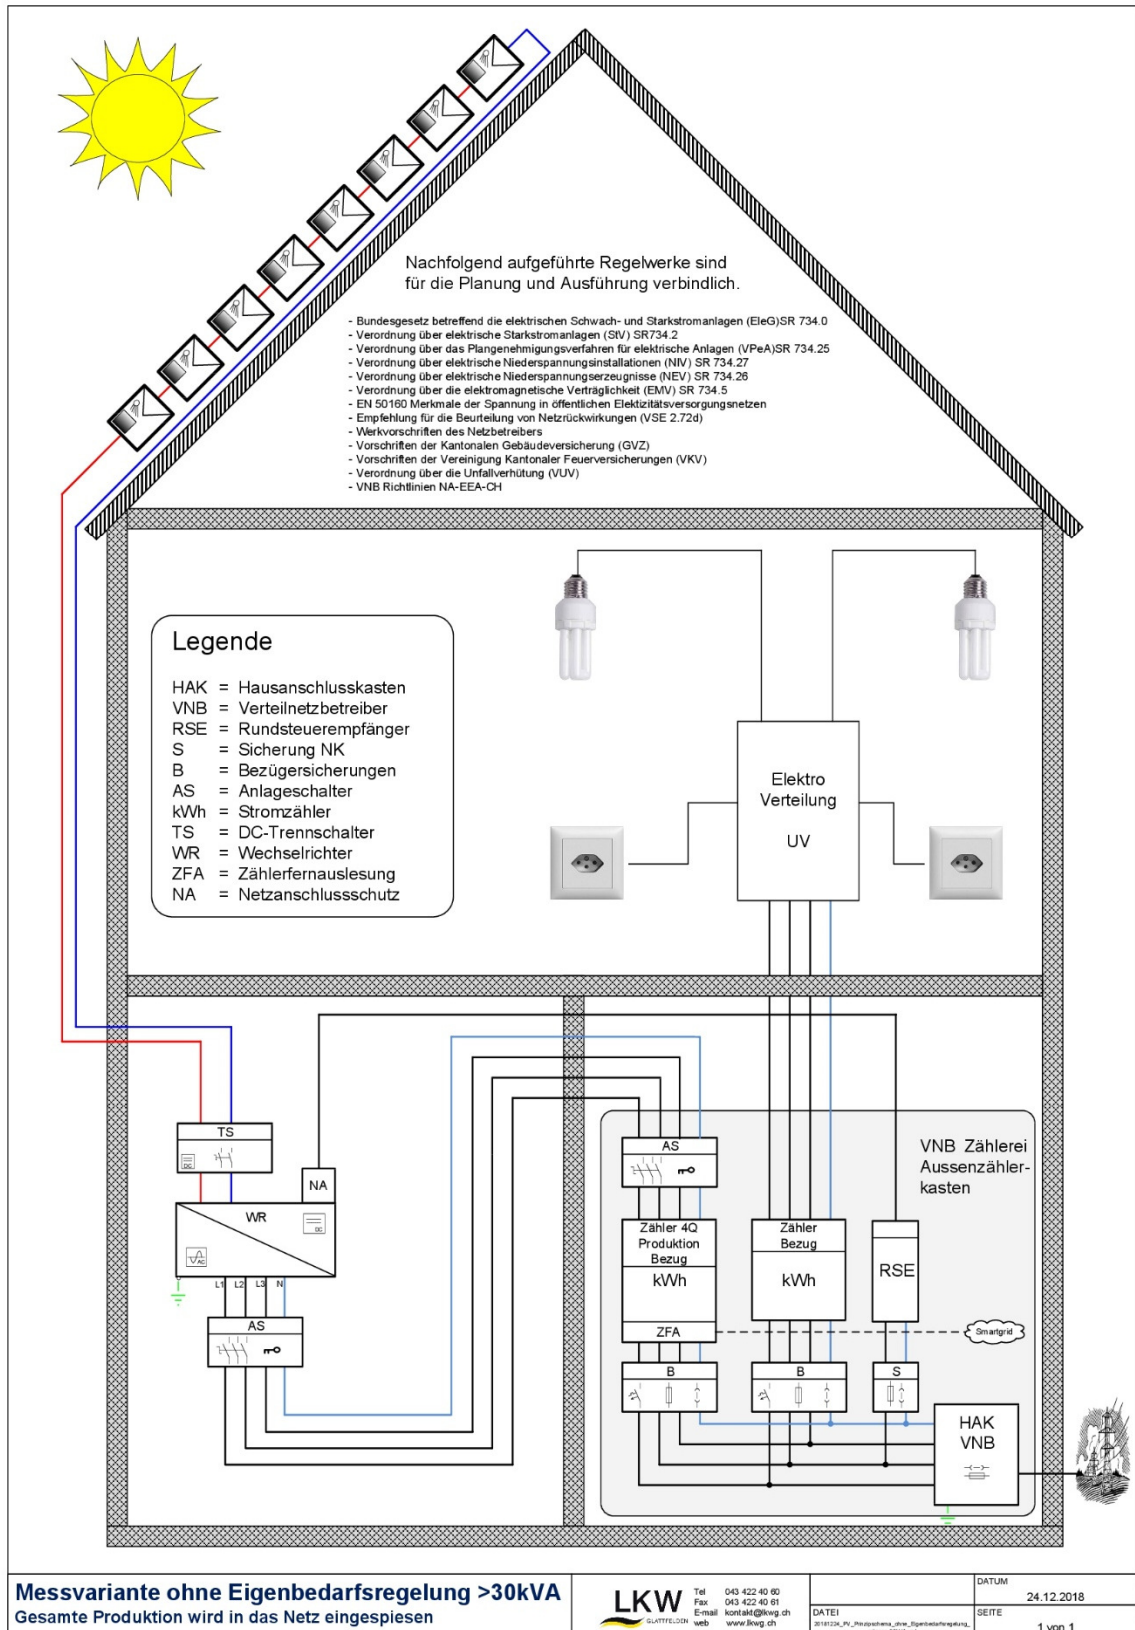 Nachfolgend aufgeführte Regelwerke sind
für die Planung und Ausführung verbindlich.
- Bundesgesetz betreffend die elektrischen Schwach- und Starkstromanlagen (EleG)SR 734.0
- Verordnung über elektrische Starkstromanlagen (StV) SR734.2
- Verordnung über das Plangenehmigungsverfahren für elektrische Anlagen (VPeA)SR 734.25
- Verordnung über elektrische Niederspannungsinstallationen (NIV) SR 734.27
- Verordnung über elektrische Niederspannungserzeugnisse (NEV) SR 734.26
- Verordnung über die elektromagnetische Verträglichkeit (EMV) SR 734.5
- EN 50160 Merkmale der Spannung in öffentlichen Elektizitätsversorgungsnetzen
- Empfehlung für die Beurteilung von Netzrückwirkungen (VSE 2.72d)
- Werkvorschriften des Netzbetreibers
- Vorschriften der Kantonalen Gebäudeversicherung (GVZ)
- Vorschriften der Vereinigung Kantonaler Feuerversicherungen (VKV)
- Verordnung über die Unfallverhütung (VUV)
- VNB Richtlinien NA-EEA-CH
Legende
HAK = Hausanschlusskasten
VNB = Verteilnetzbetreiber
RSE = Rundsteuerempfänger
S = Sicherung NK
B = Bezügersicherungen
AS = Anlageschalter
kWh = Stromzähler
TS = DC-Trennschalter
WR = Wechselrichter
ZFA = Zählerfernauslesung
NA = Netzanschlussschutz
Elektro
Verteilung
UV
TS
DC
NA
WR
DC
AC
L1 L2 L3 N
AS
AS
VNB Zählerei
Aussenzähler-
kasten
Zähler 4Q
Produktion
Bezug
kWh
ZFA
Zähler
Bezug
kWh
RSE
Smartgrid
B
B
S
HAK
VNB
Messvariante ohne Eigenbedarfsregelung >30kVA
Gesamte Produktion wird in das Netz eingespiesen
LKW
GLATTFELDEN
Tel 043 422 40 60
Fax 043 422 40 61
E-mail kontakt@lkwg.ch
web www.lkwg.ch
DATEI
20181224_PV_Prinzipschema_ohne_Eigenbedarfsregelung_
DATUM
24.12.2018
SEITE
1 von 1